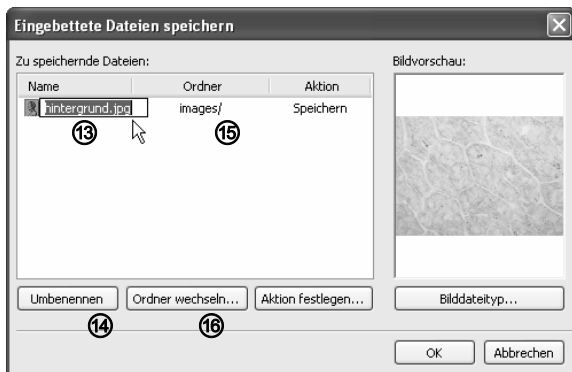 Eingebettete Dateien speichern
Zu speichernde Dateien:
Bildvorschau:
Name Ordner Aktion
hintergrund.jpg images/ Speichern
13 15
Umbenennen Ordner wechseln... Aktion festlegen... Bilddateityp...
14 16
OK Abbrechen